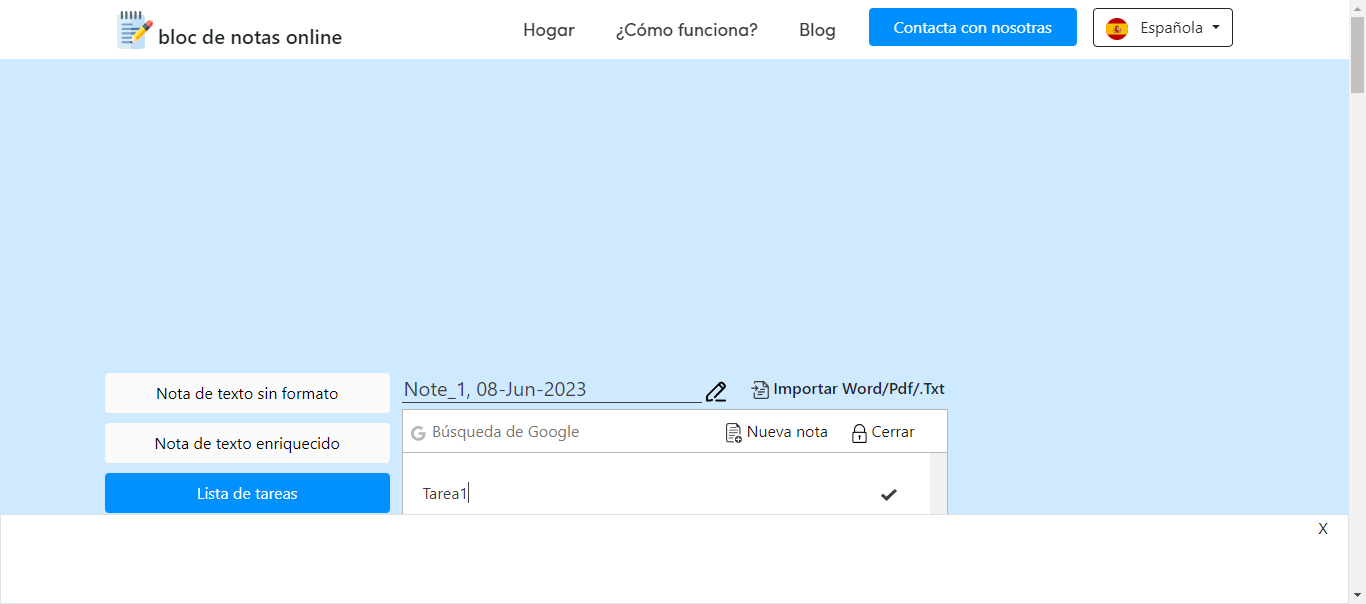 bloc de notas online
Hogar
¿Cómo funciona?
Blog
Contacta con nosotras
Española
Nota de texto sin formato
Note_1, 08-Jun-2023
Importar Word/Pdf/.Txt
Nota de texto enriquecido
Búsqueda de Google
Nueva nota
Cerrar
Lista de tareas
Tarea1
X